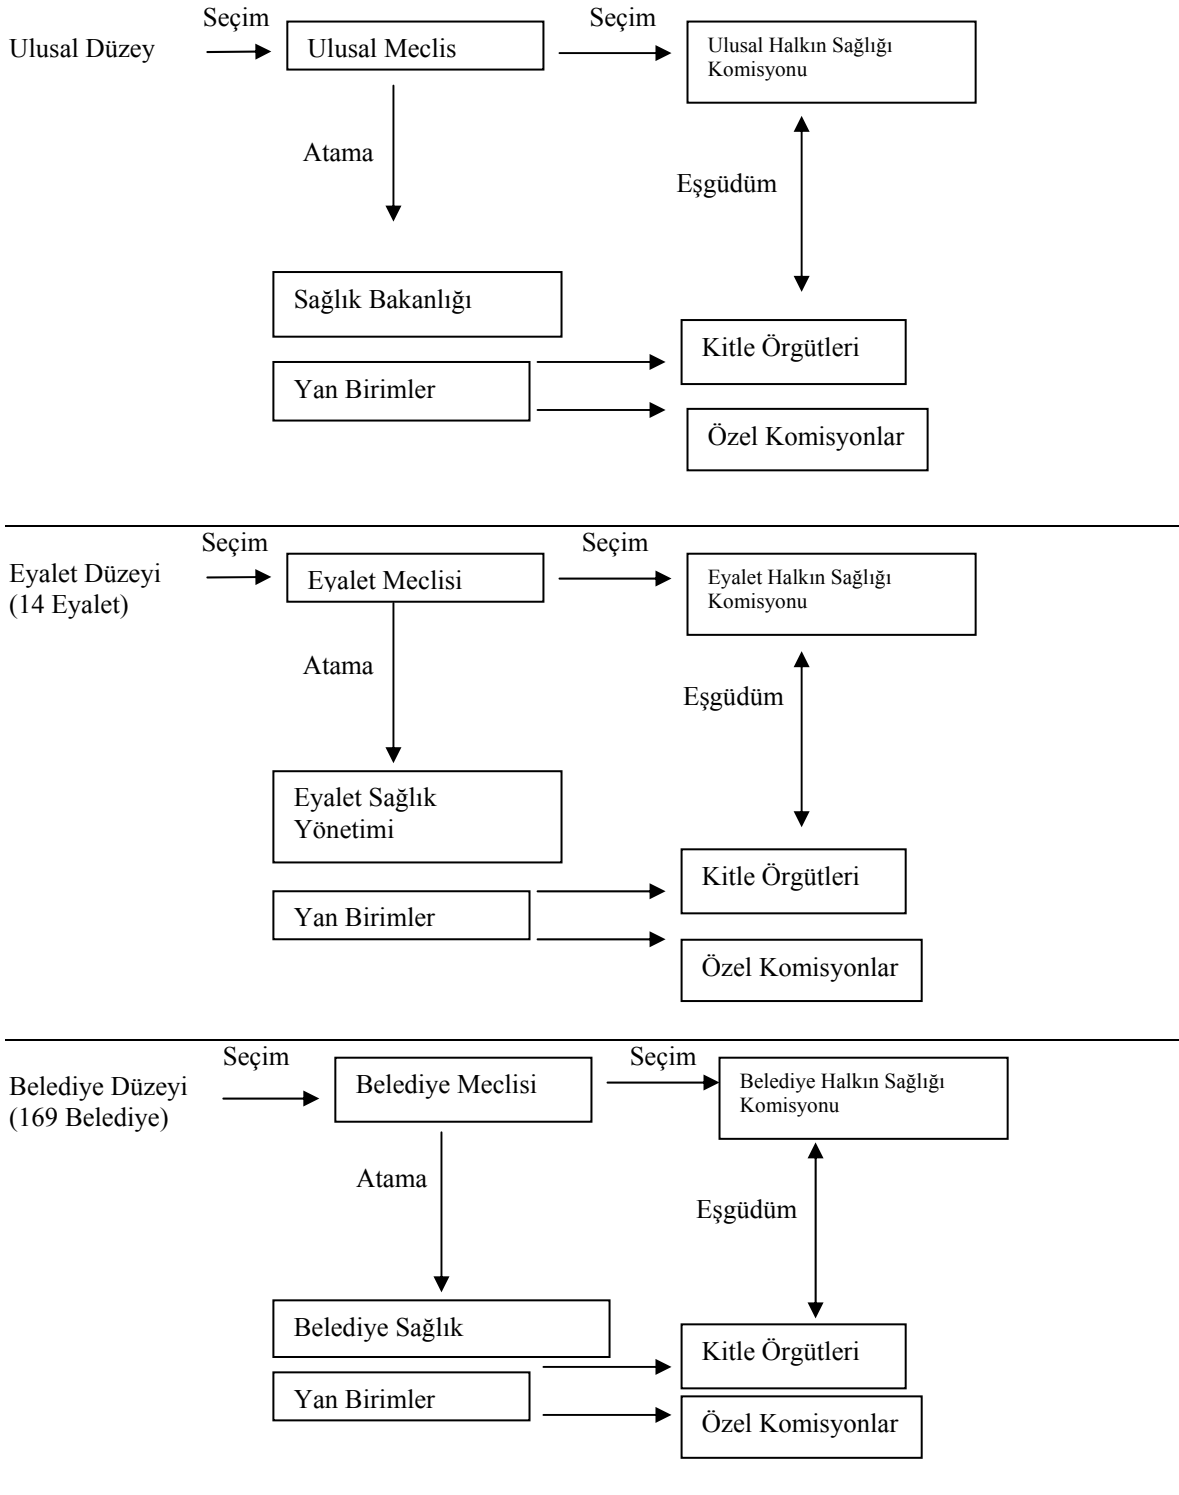 Seçim
Seçim
Ulusal Düzey
Ulusal Meclis
Ulusal Halkın Sağlığı
Komisyonu
Atama
Eşgüdüm
Sağlık Bakanlığı
Kitle Örgütleri
Yan Birimler
Özel Komisyonlar
Seçim
Seçim
Eyalet Düzeyi
(14 Eyalet)
Eyalet Meclisi
Eyalet Halkın Sağlığı
Komisyonu
Atama
Eşgüdüm
Eyalet Sağlık
Yönetimi
Kitle Örgütleri
Yan Birimler
Özel Komisyonlar
Seçim
Seçim
Belediye Düzeyi
(169 Belediye)
Belediye Meclisi
Belediye Halkın Sağlığı
Komisyonu
Atama
Eşgüdüm
Belediye Sağlık
Kitle Örgütleri
Yan Birimler
Özel Komisyonlar